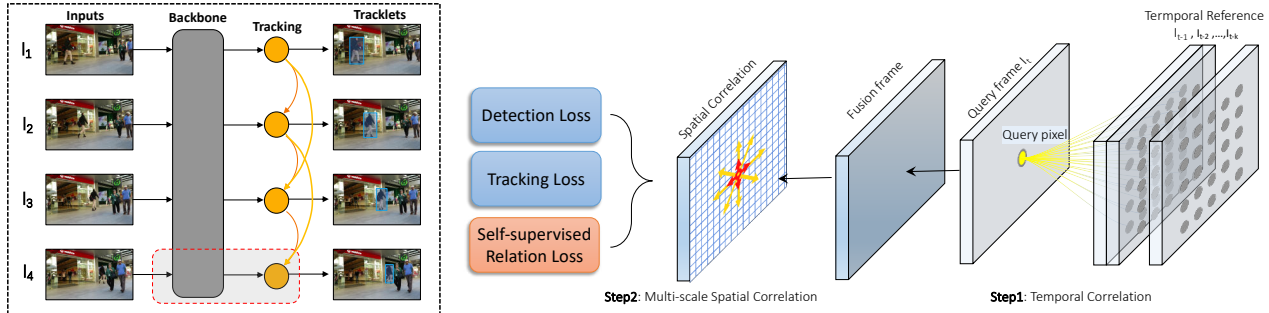 Inputs
Backbone
Tracking
Tracklets
I1
I2
I3
I4
Detection Loss
Tracking Loss
Self-supervised
Relation Loss
Spatial Correlation
Fusion frame
Query frame It
Query pixel
Termporal Reference
It-1 , It-2 ,...,It-k
Step2: Multi-scale Spatial Correlation
Step1: Temporal Correlation